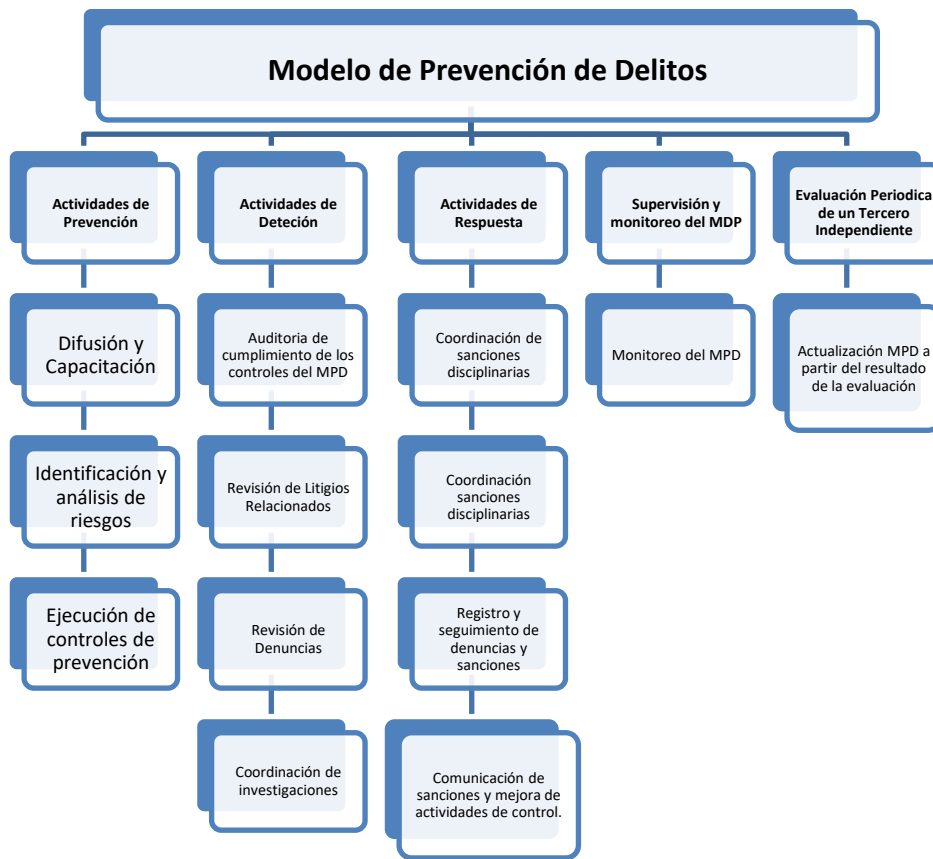 Modelo de Prevención de Delitos
Actividades de
Prevención
Difusión y
Capacitación
Identificación y
análisis de
riesgos
Ejecución de
controles de
prevención
Actividades de
Deteción
Auditoria de
cumplimiento de los
controles del MPD
Revisión de Litigios
Relacionados
Revisión de
Denuncias
Coordinación de
investigaciones
Actividades de
Respuesta
Coordinación de
sanciones
disciplinarias
Coordinación
sanciones
disciplinarias
Registro y
seguimiento de
denuncias y
sanciones
Comunicación de
sanciones y mejora de
actividades de control.
Supervisión y
monitoreo del MDP
Monitoreo del MPD
Evaluación Periodica
de un Tercero
Independiente
Actualización MPD a
partir del resultado
de la evaluación